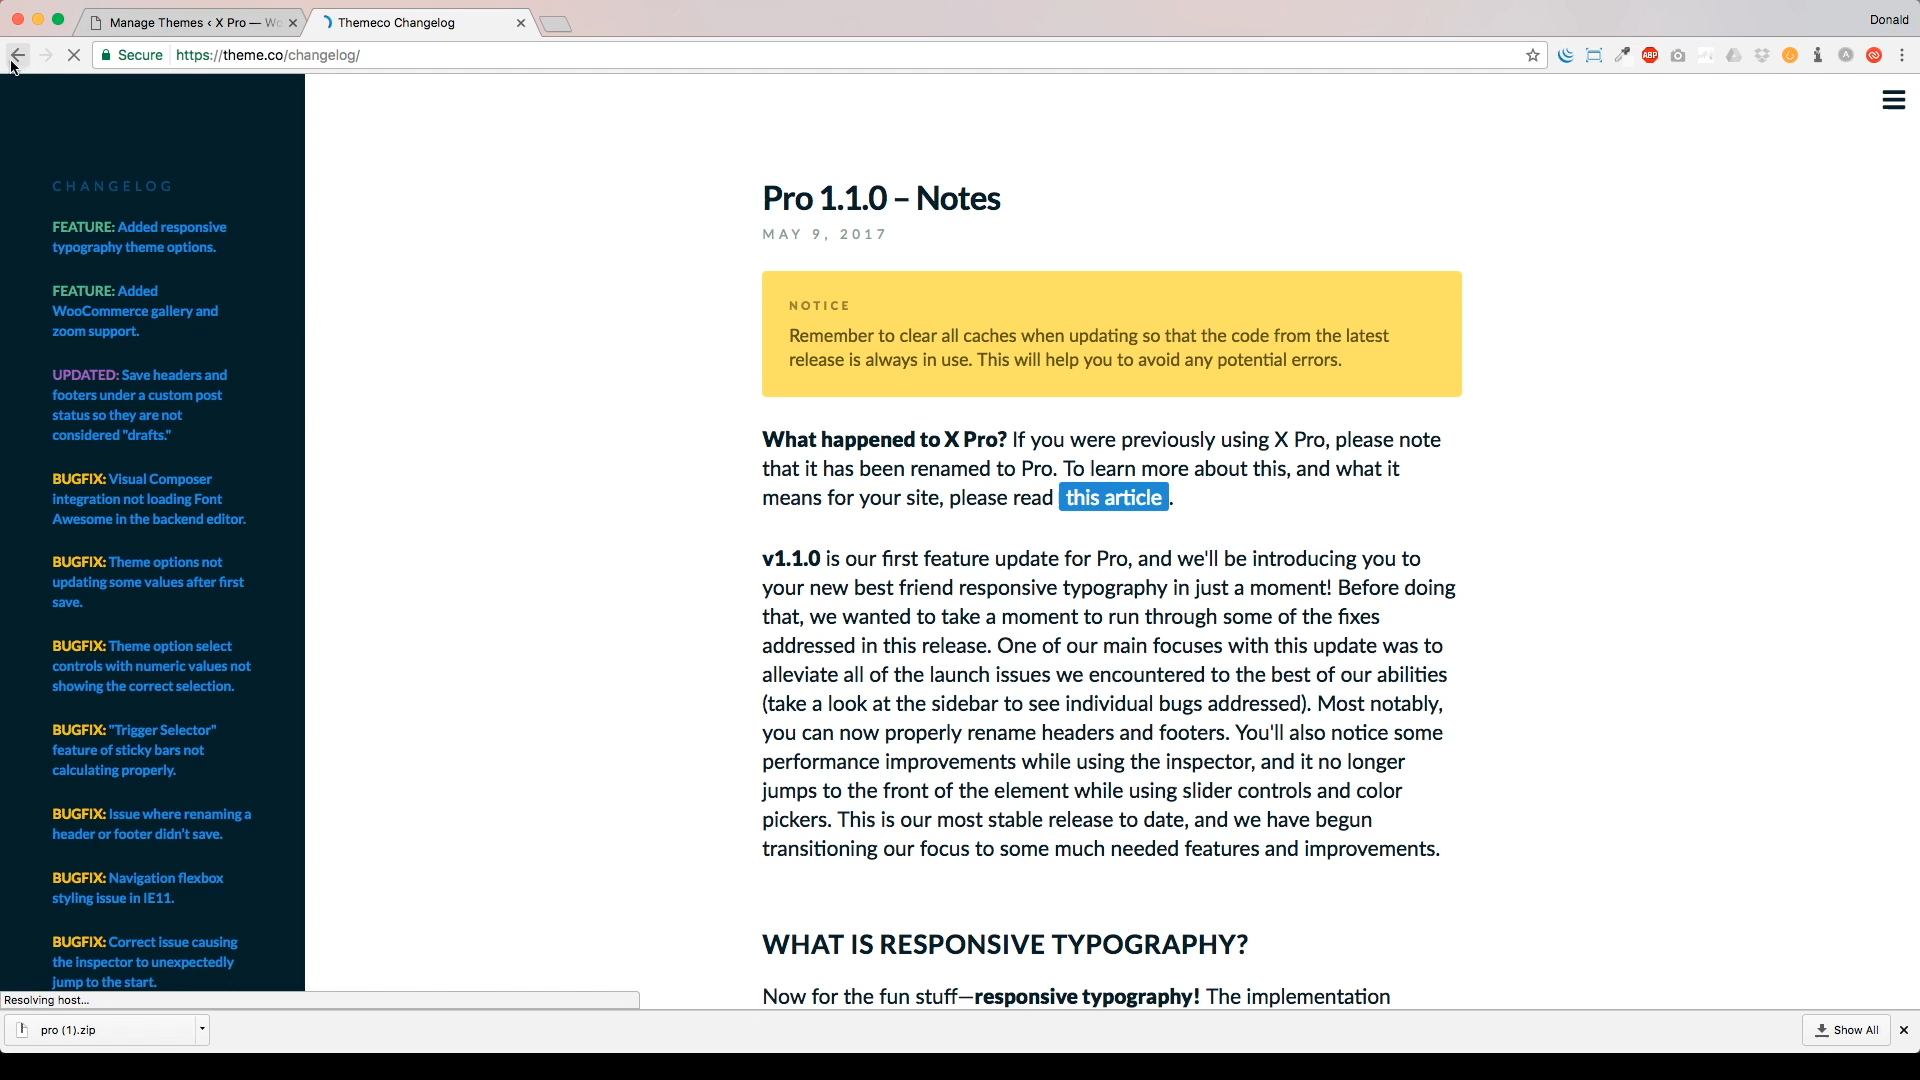 Manage Themes ‹ X Pro — Wo
Themeco Changelog
Donald
Secure
https://theme.co/changelog/
ABP
CHANGELOG
FEATURE: Added responsive
typography theme options.
FEATURE: Added
WooCommerce gallery and
zoom support.
UPDATED: Save headers and
footers under a custom post
status so they are not
considered "drafts."
BUGFIX: Visual Composer
integration not loading Font
Awesome in the backend editor.
BUGFIX: Theme options not
updating some values after first
save.
BUGFIX: Theme option select
controls with numeric values not
showing the correct selection.
BUGFIX: "Trigger Selector"
feature of sticky bars not
calculating properly.
BUGFIX: Issue where renaming a
header or footer didn't save.
BUGFIX: Navigation flexbox
styling issue in IE11.
BUGFIX: Correct issue causing
the inspector to unexpectedly
jump to the start.
Pro 1.1.0 – Notes
MAY 9, 2017
NOTICE
Remember to clear all caches when updating so that the code from the latest
release is always in use. This will help you to avoid any potential errors.
What happened to X Pro? If you were previously using X Pro, please note
that it has been renamed to Pro. To learn more about this, and what it
means for your site, please read this article.
v1.1.0 is our first feature update for Pro, and we'll be introducing you to
your new best friend responsive typography in just a moment! Before doing
that, we wanted to take a moment to run through some of the fixes
addressed in this release. One of our main focuses with this update was to
alleviate all of the launch issues we encountered to the best of our abilities
(take a look at the sidebar to see individual bugs addressed). Most notably,
you can now properly rename headers and footers. You'll also notice some
performance improvements while using the inspector, and it no longer
jumps to the front of the element while using slider controls and color
pickers. This is our most stable release to date, and we have begun
transitioning our focus to some much needed features and improvements.
WHAT IS RESPONSIVE TYPOGRAPHY?
Now for the fun stuff—responsive typography! The implementation
Resolving host...
pro (1).zip
Show All